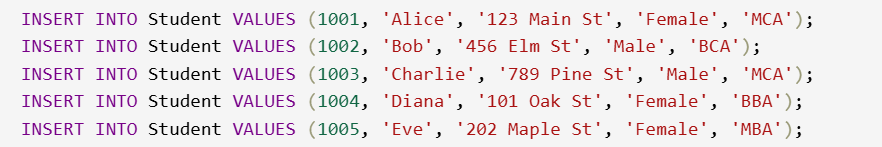 INSERT INTO Student VALUES (1001, 'Alice', '123 Main St', 'Female', 'MCA');
INSERT INTO Student VALUES (1002, 'Bob', '456 Elm St', 'Male', 'BCA');
INSERT INTO Student VALUES (1003, 'Charlie', '789 Pine St', 'Male', 'MCA');
INSERT INTO Student VALUES (1004, 'Diana', '101 Oak St', 'Female', 'BBA');
INSERT INTO Student VALUES (1005, 'Eve', '202 Maple St', 'Female', 'MBA');